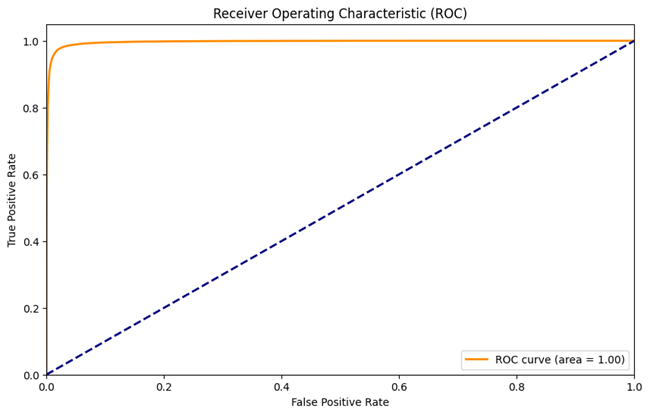 Receiver Operating Characteristic (ROC)
1.0
0.8
0.6
0.4
0.2
0.0
True Positive Rate
ROC curve (area = 1.00)
0.0 0.2 0.4 0.6 0.8 1.0
False Positive Rate